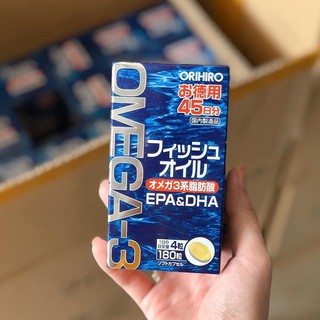 ORIHIRO
お徳用
45日分
国内製造品
OMEGA-3
フィッシュ
オイル
オメガ3系脂肪酸
EPA&DHA
1日の
目安量 4粒
180粒
ソフトカプセル